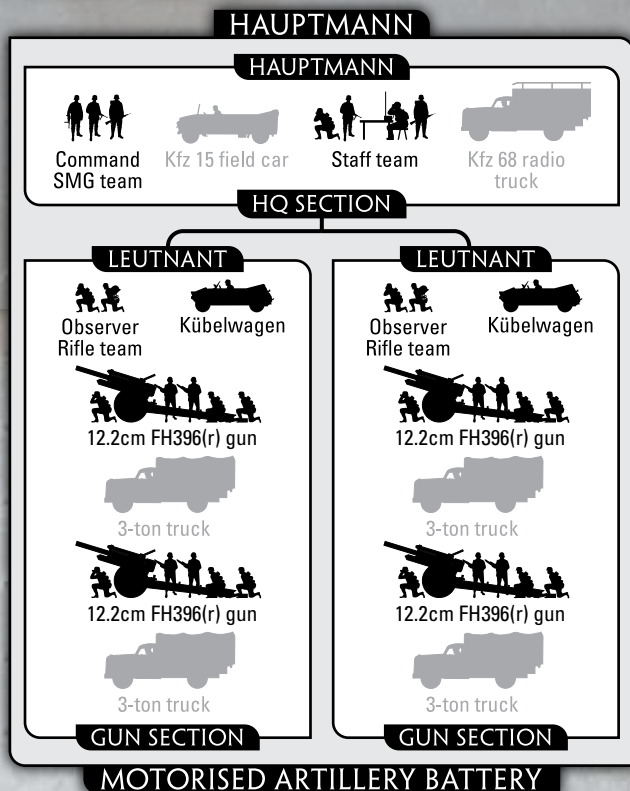 HAUPTMANN
HAUPTMANN
Command
SMG team
Kfz 15 field car
Staff team
Kfz 68 radio
truck
HQ SECTION
LEUTNANT
Observer
Rifle team
Kübelwagen
12.2cm FH396(r) gun
3-ton truck
12.2cm FH396(r) gun
3-ton truck
GUN SECTION
LEUTNANT
Observer
Rifle team
Kübelwagen
12.2cm FH396(r) gun
3-ton truck
12.2cm FH396(r) gun
3-ton truck
GUN SECTION
MOTORISED ARTILLERY BATTERY